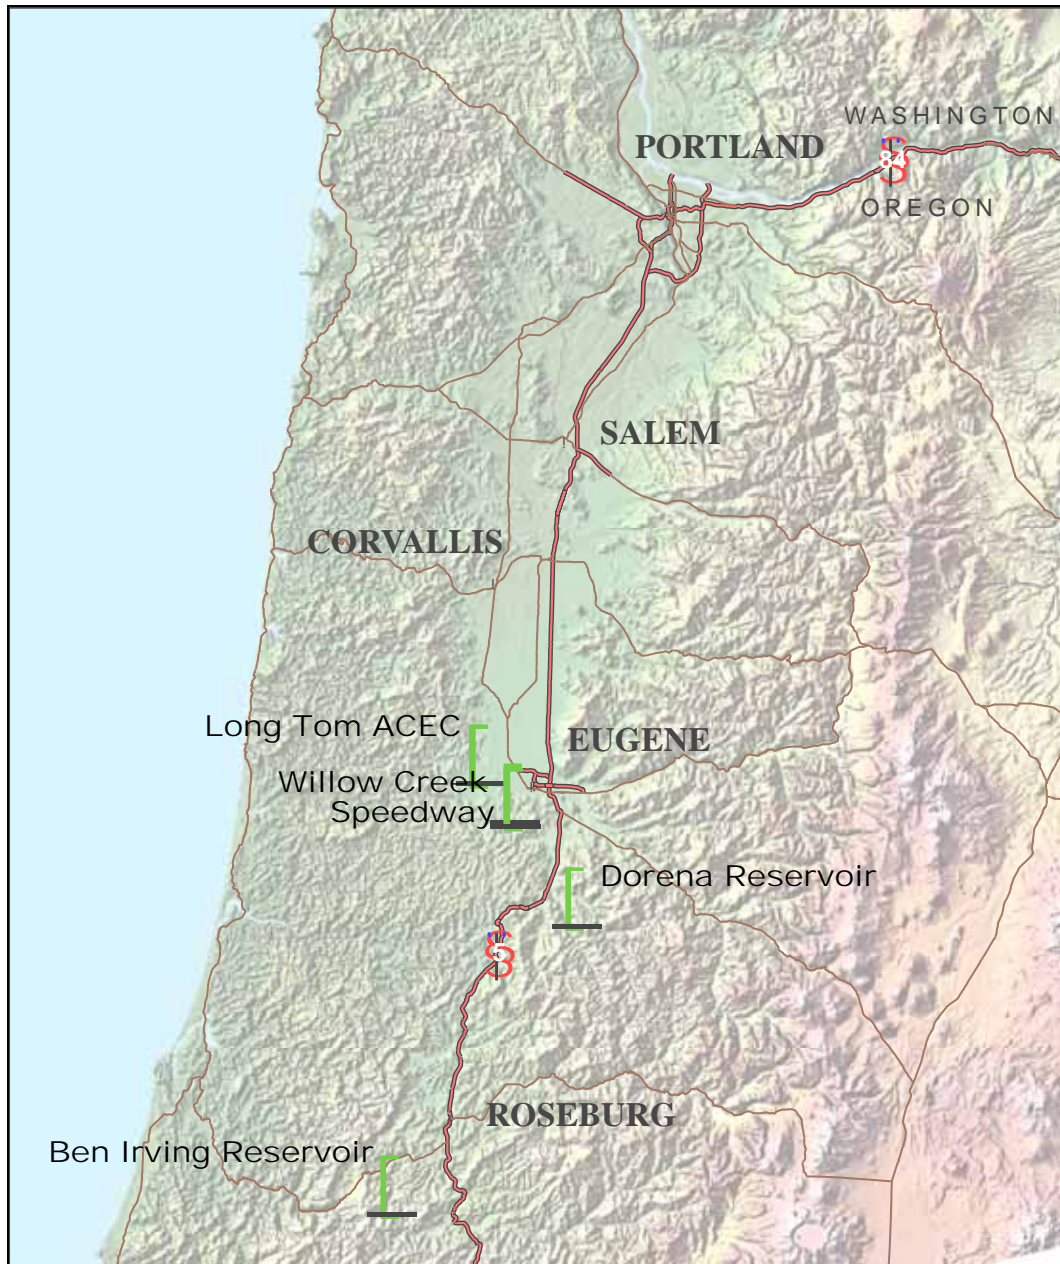 WASHINGTON
PORTLAND
84
OREGON
SALEM
CORVALLIS
Long Tom ACEC
EUGENE
Willow Creek
Speedway
Dorena Reservoir
5
ROSEBURG
Ben Irving Reservoir